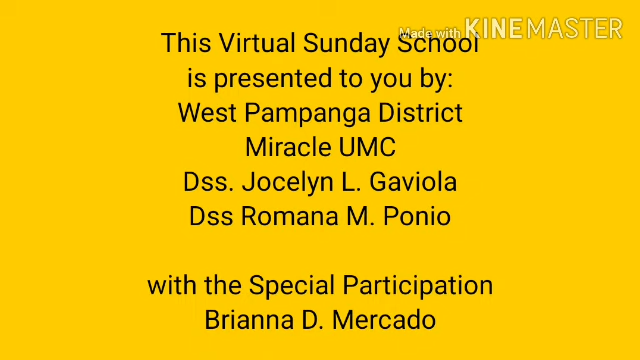 Made with KINEMASTER
This Virtual Sunday School
is presented to you by:
West Pampanga District
Miracle UMC
Dss. Jocelyn L. Gaviola
Dss Romana M. Ponio
with the Special Participation
Brianna D. Mercado